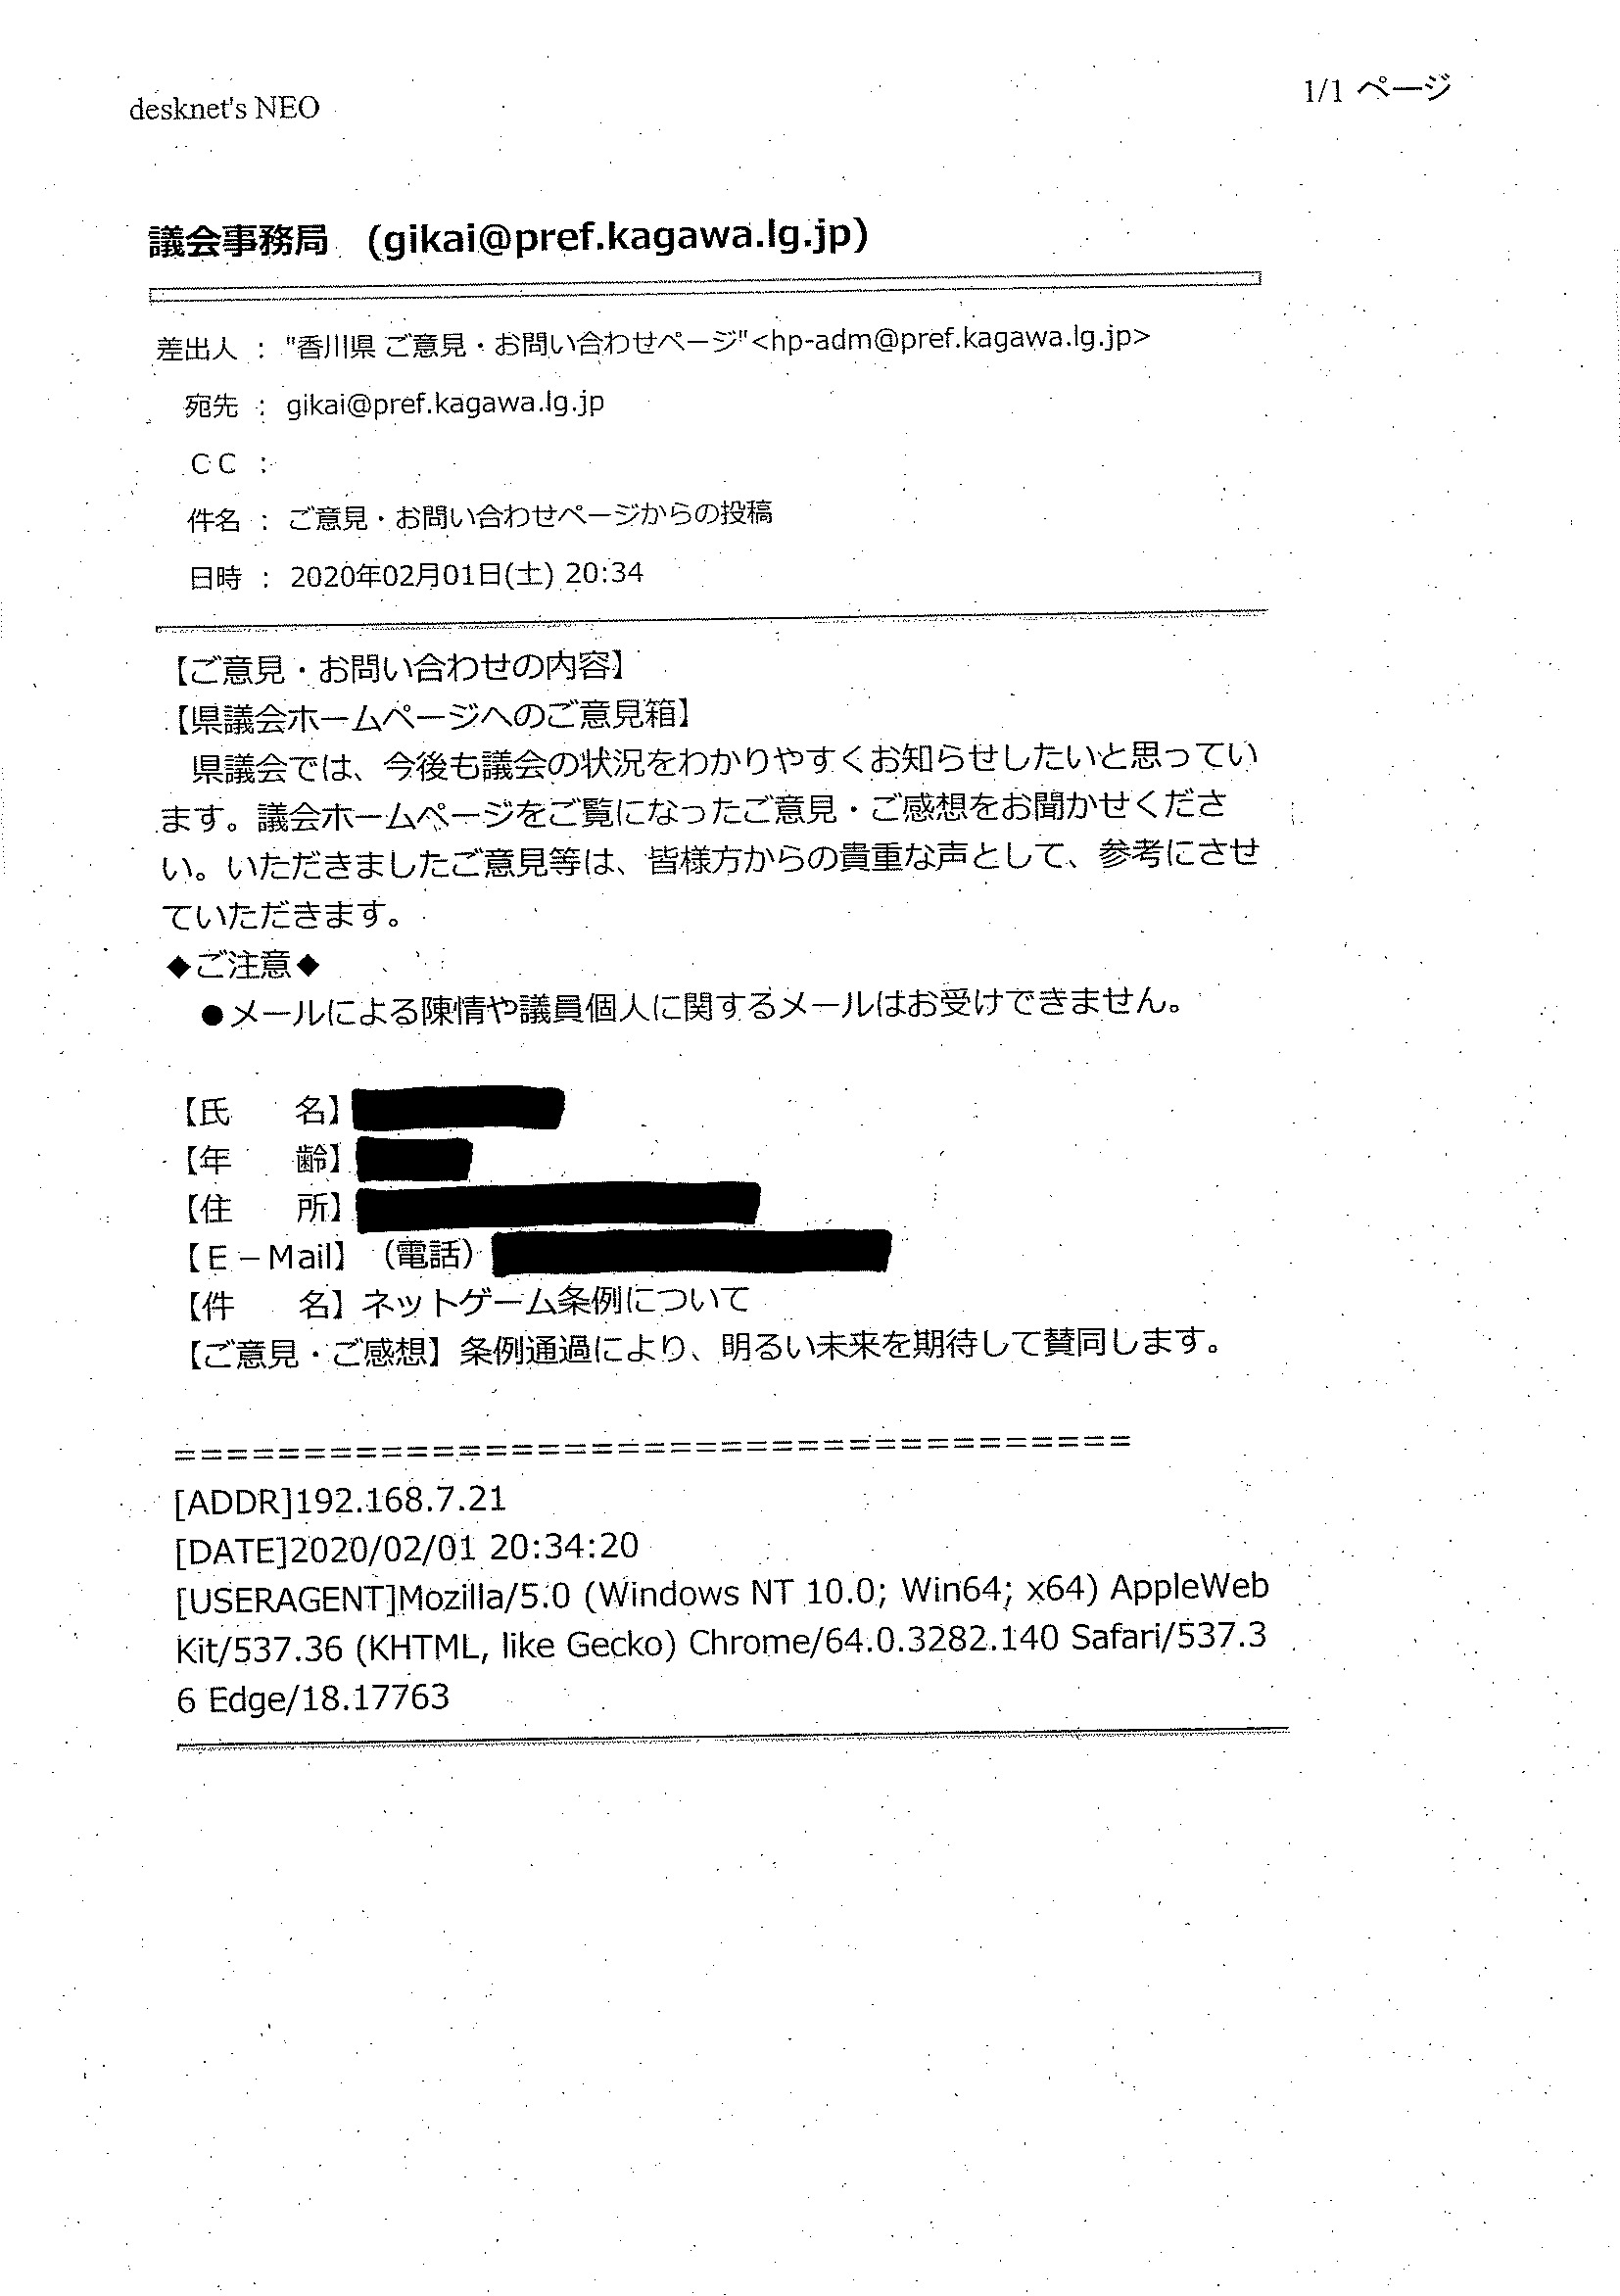 desknet's NEO
1/1 ページ
議会事務局 (gikai@pref.kagawa.lg.jp)
差出人 : "香川県 ご意見・お問い合わせページ"<hp-adm@pref.kagawa.lg.jp>
宛先 : gikai@pref.kagawa.lg.jp
CC :
件名 : ご意見・お問い合わせページからの投稿
日時 : 2020年02月01日(土) 20:34
【ご意見・お問い合わせの内容】
【県議会ホームページへのご意見箱】
県議会では、今後も議会の状況をわかりやすくお知らせしたいと思ってい
ます。議会ホームページをご覧になったご意見・ご感想をお聞かせくださ
い。いただきましたご意見等は、皆様方からの貴重な声として、参考にさせ
ていただきます。
◆ご注意◆
●メールによる陳情や議員個人に関するメールはお受けできません。
【氏　　名】
【年　　齢】
【住　　所】
【E－Mail】（電話）
【件　　名】ネットゲーム条例について
【ご意見・ご感想】条例通過により、明るい未来を期待して賛同します。
=====================================
[ADDR]192.168.7.21
[DATE]2020/02/01 20:34:20
[USERAGENT]Mozilla/5.0 (Windows NT 10.0; Win64; x64) AppleWeb
Kit/537.36 (KHTML, like Gecko) Chrome/64.0.3282.140 Safari/537.3
6 Edge/18.17763